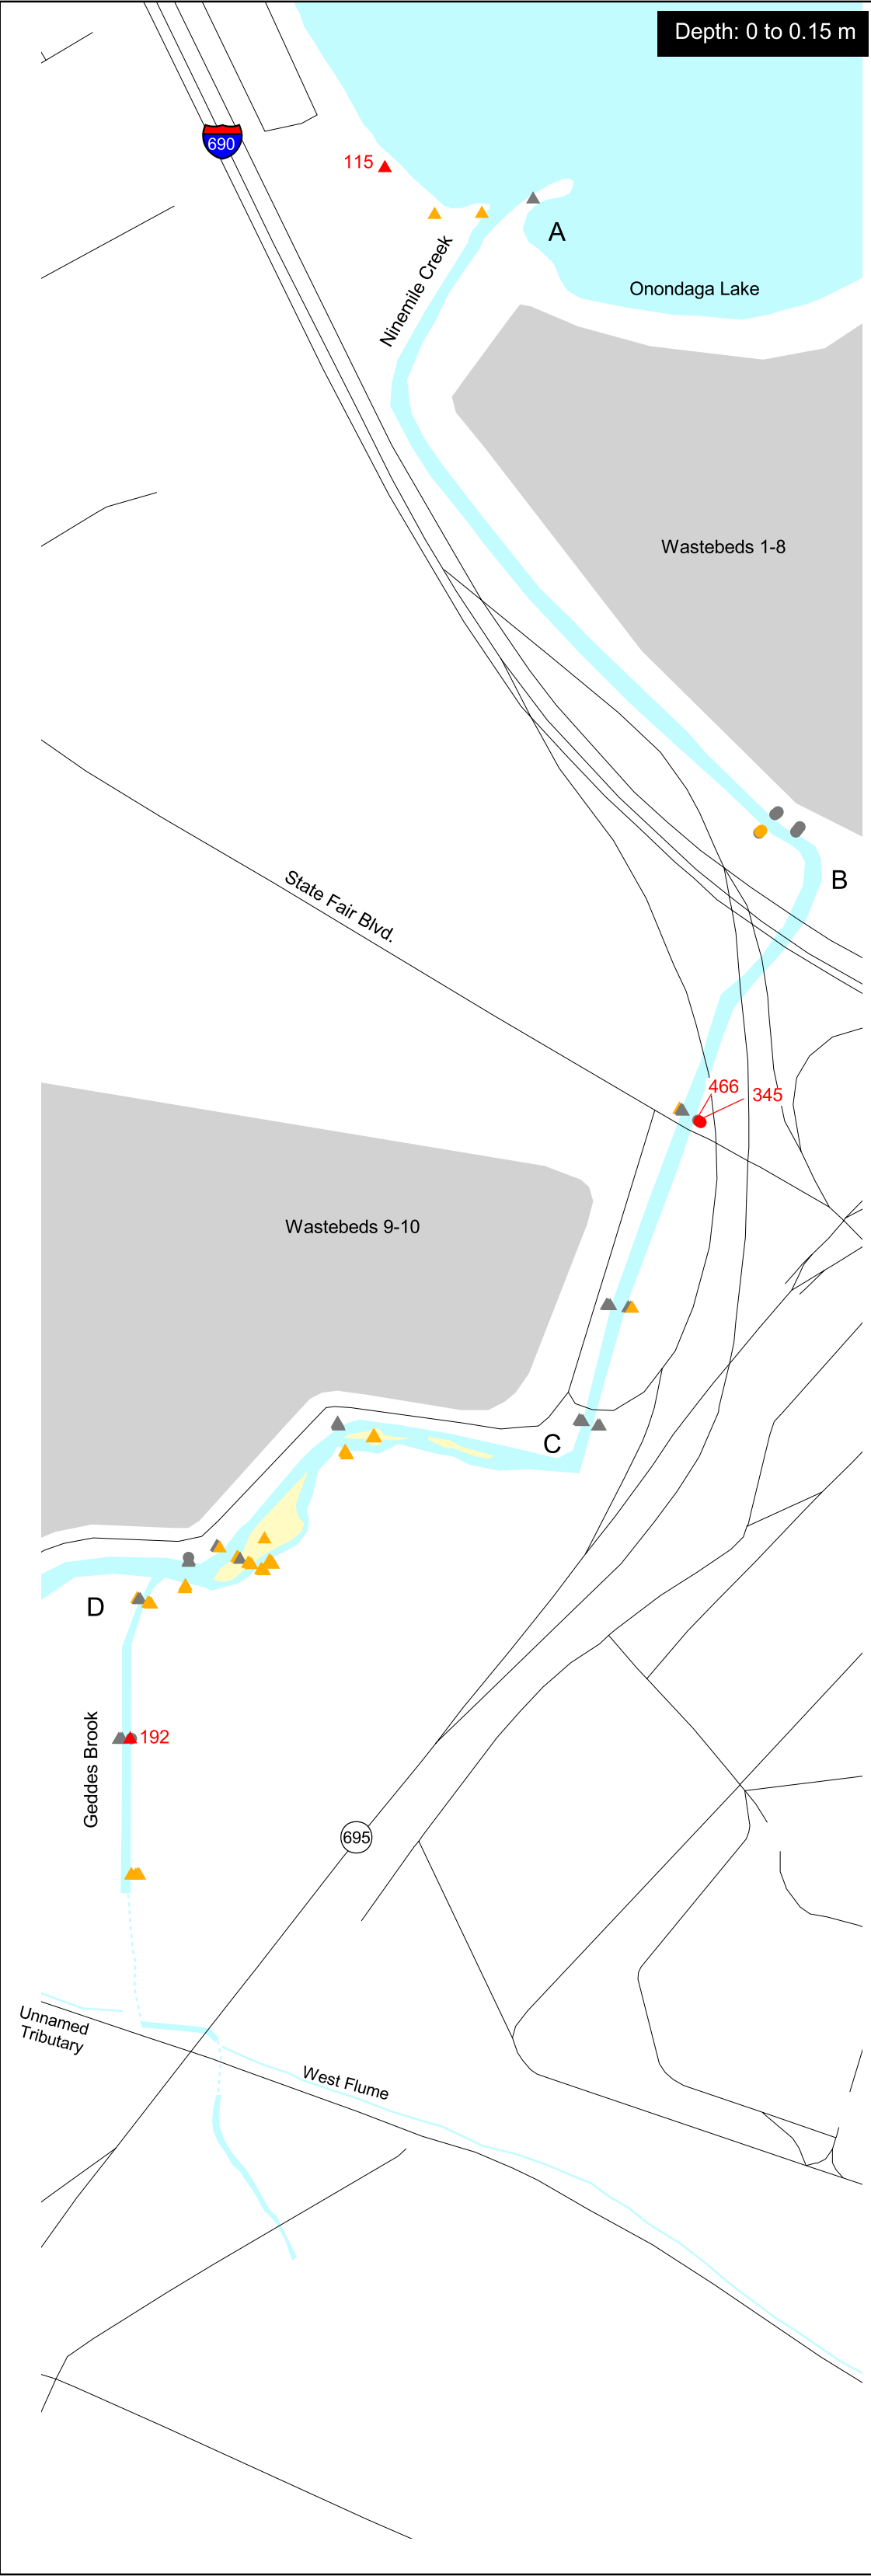 Depth: 0 to 0.15 m
690
115
A
Ninemile Creek
Onondaga Lake
Wastebeds 1-8
State Fair Blvd.
B
466
345
Wastebeds 9-10
C
D
192
Geddes Brook
695
Unnamed
Tributary
West Flume